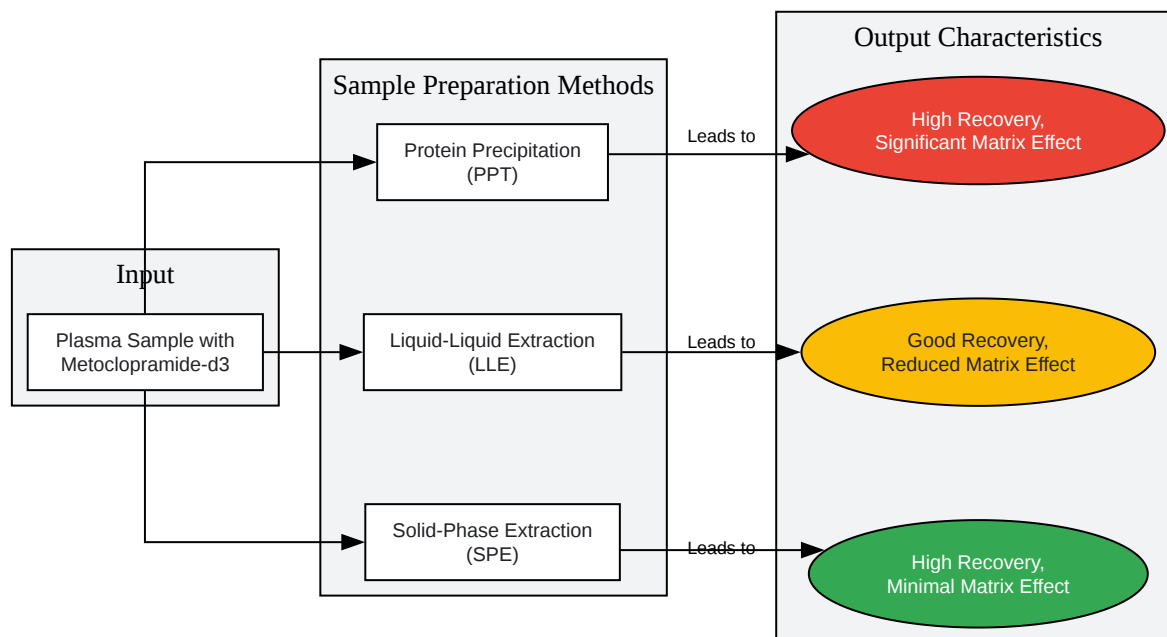 Output Characteristics
Sample Preparation Methods
High Recovery,
Significant Matrix Effect
Leads to
Protein Precipitation
(PPT)
Input
Plasma Sample with
Metoclopramide-d3
Liquid-Liquid Extraction
(LLE)
Leads to
Good Recovery,
Reduced Matrix Effect
Solid-Phase Extraction
(SPE)
Leads to
High Recovery,
Minimal Matrix Effect